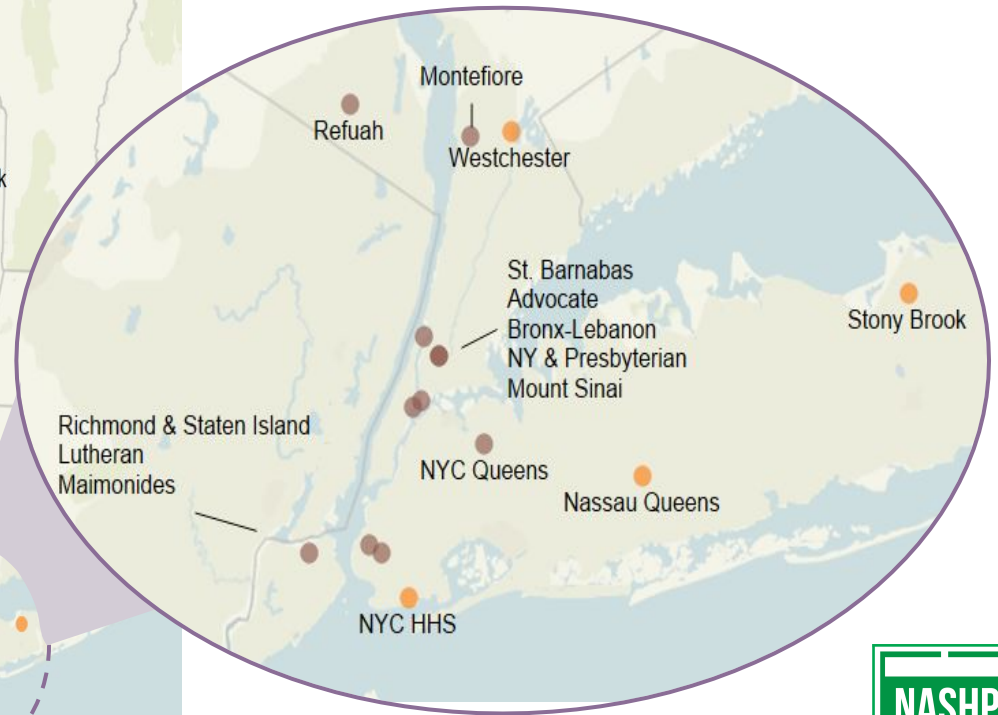 k
Montefiore
Refuah
Westchester
St. Barnabas
Advocate
Bronx-Lebanon
NY & Presbyterian
Mount Sinai
Stony Brook
Richmond & Staten Island
Lutheran
Maimonides
NYC Queens
Nassau Queens
NYC HHS
NASHP